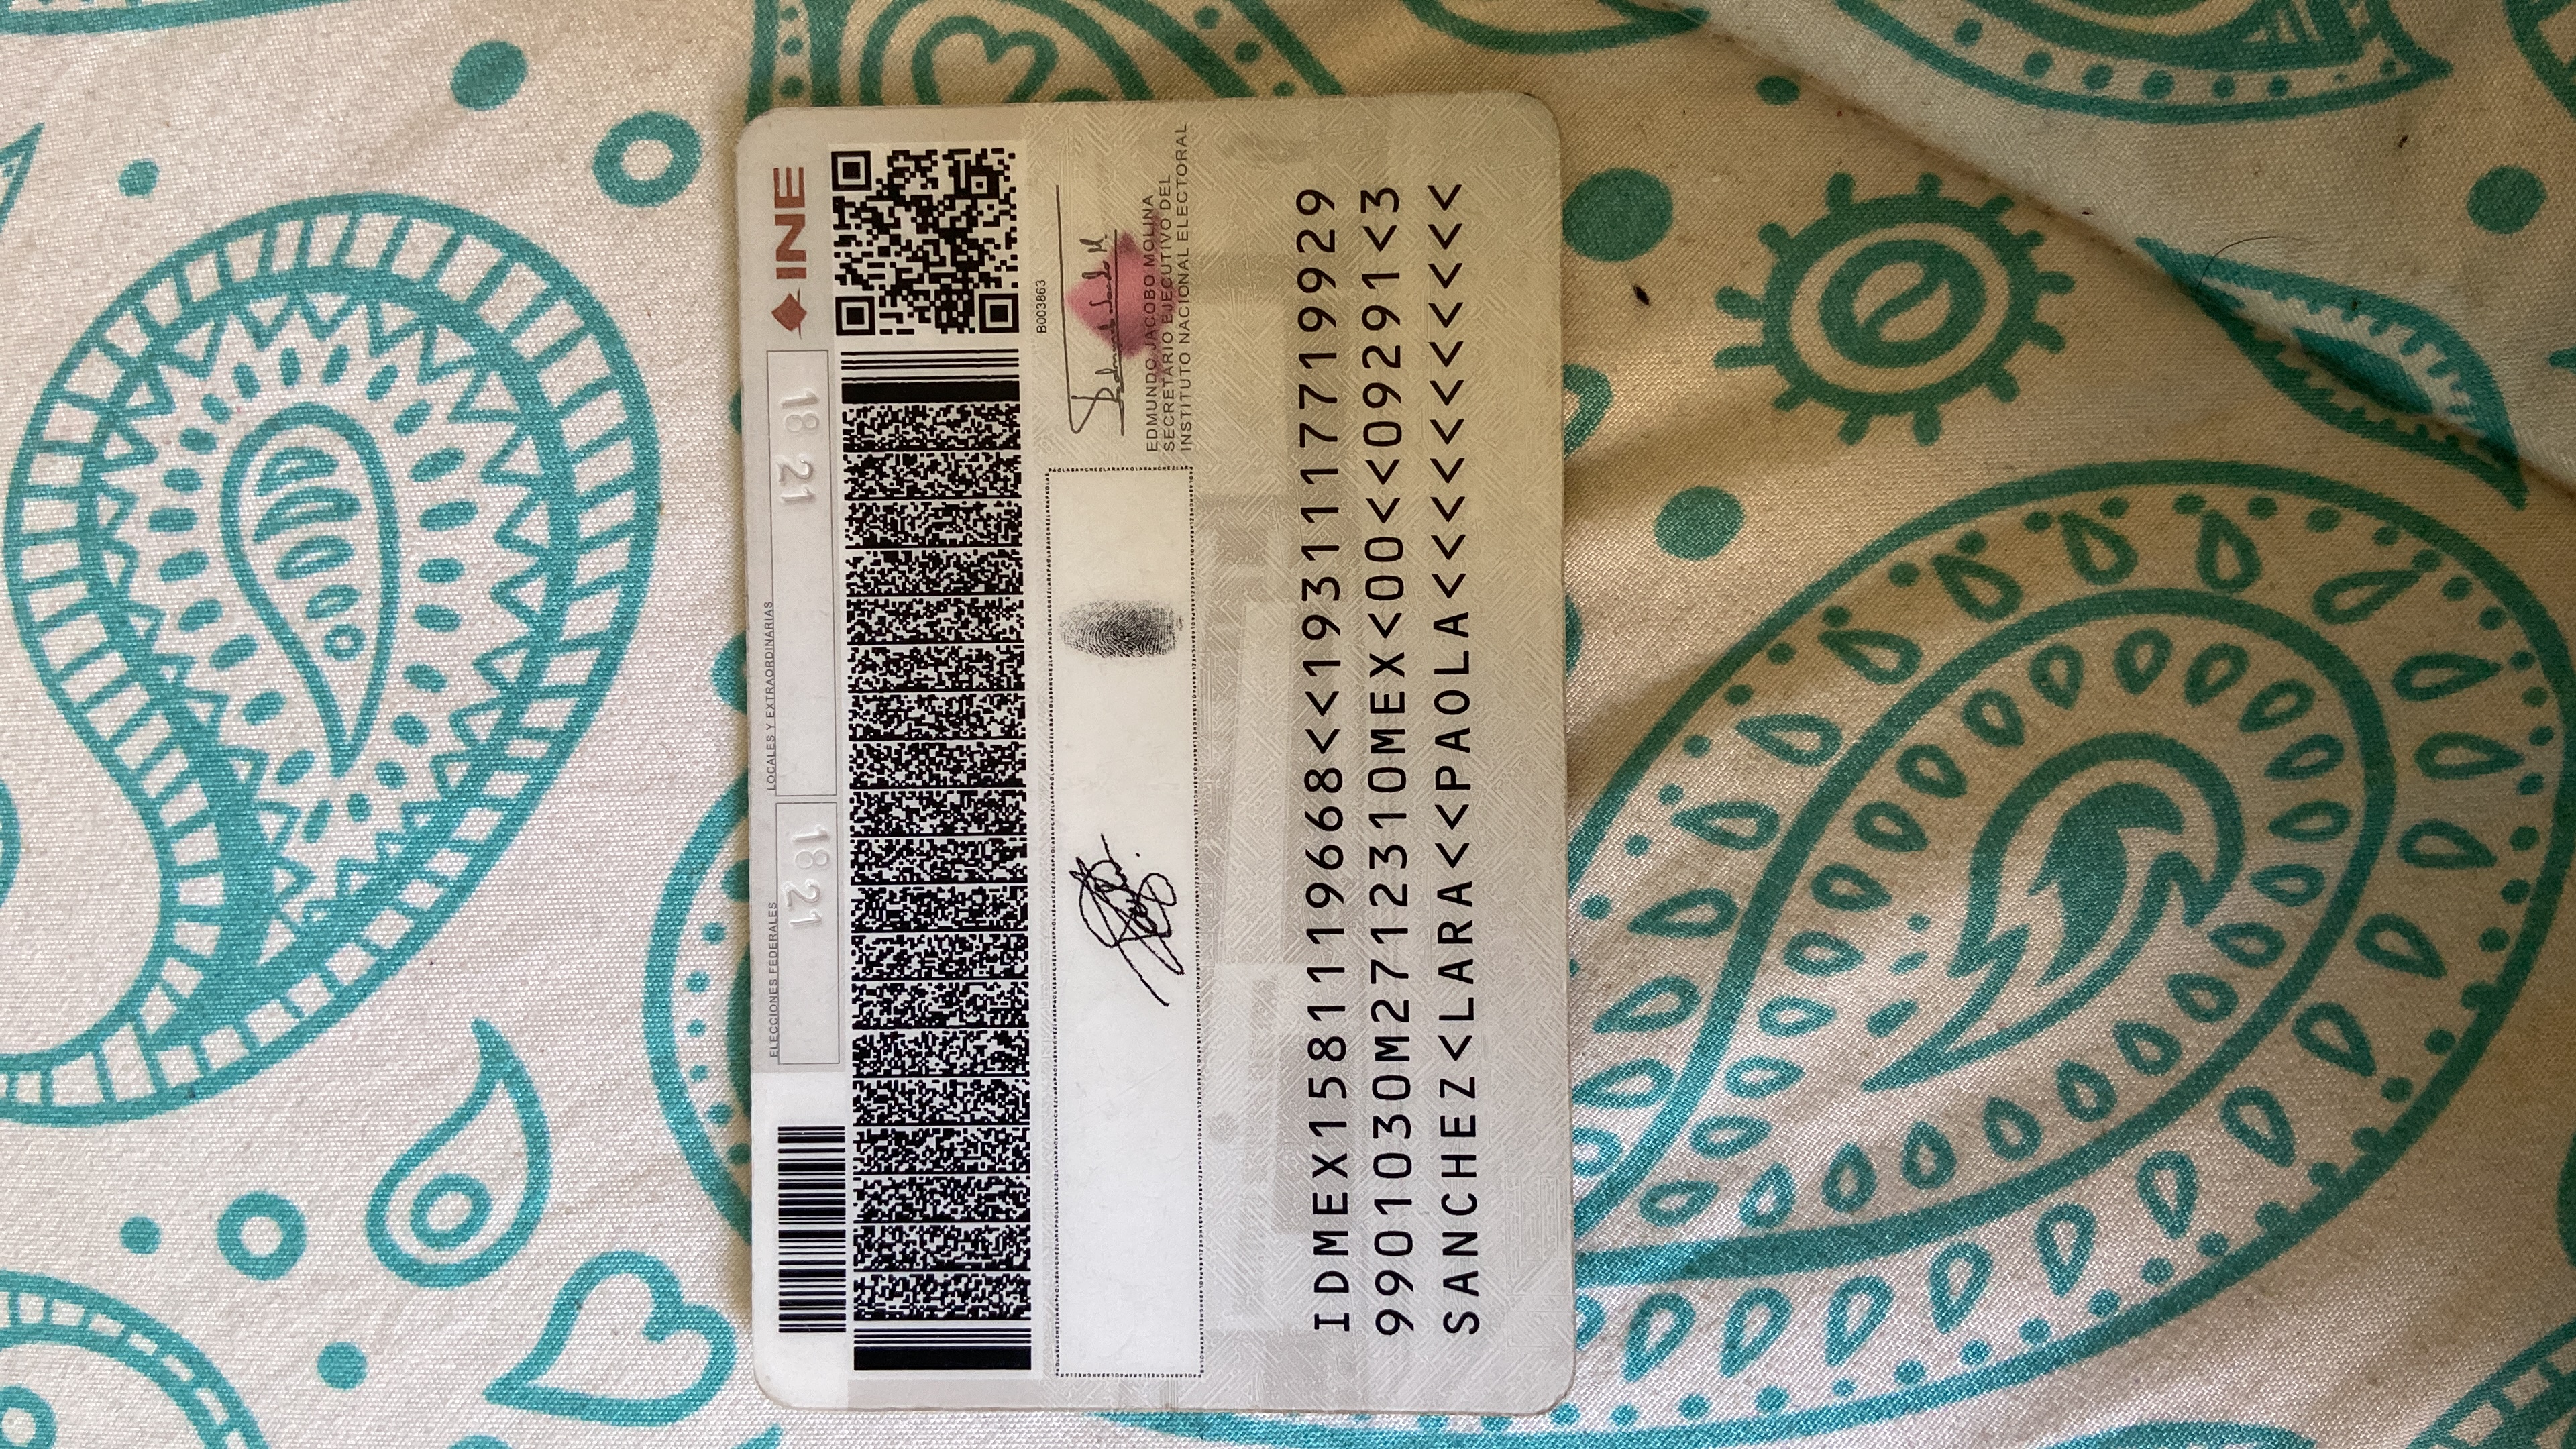 INE
ELECCIONES FEDERALES
LOCALES Y EXTRAORDINARIAS
18 21
18 21
B003863
EDMUNDO JACOBO MOLINA
SECRETARIO EJECUTIVO DEL
INSTITUTO NACIONAL ELECTORAL
IDMEX1581119668<<1931117719929
9901030M2712310MEX<00<<09291<3
SANCHEZ<LARA<<PAOLA<<<<<<<<<<<